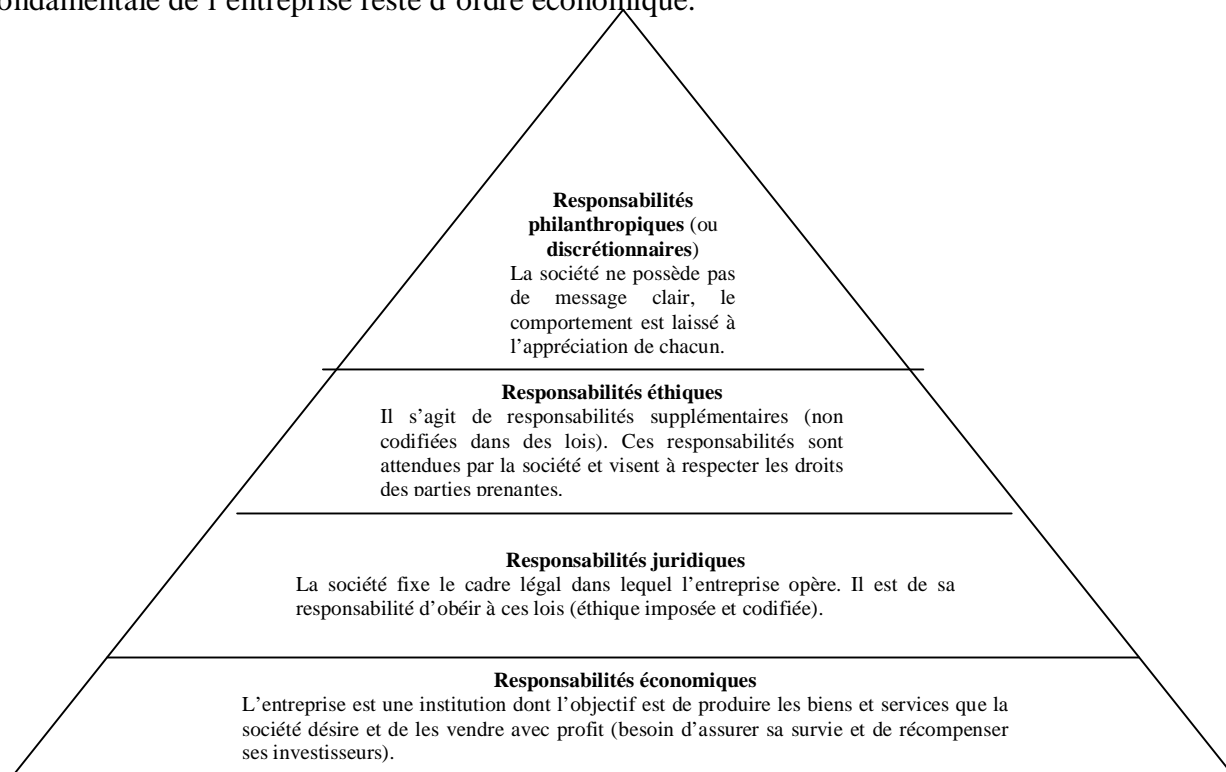 fondamentale de l'entreprise reste d'ordre économique.
Responsabilités
philanthropiques (ou
discrétionnaires)
La société ne possède pas
de message clair, le
comportement est laissé à
l'appréciation de chacun.
Responsabilités éthiques
Il s'agit de responsabilités supplémentaires (non
codifiées dans des lois). Ces responsabilités sont
attendues par la société et visent à respecter les droits
des parties prenantes.
Responsabilités juridiques
La société fixe le cadre légal dans lequel l'entreprise opère. Il est de sa
responsabilité d'obéir à ces lois (éthique imposée et codifiée).
Responsabilités économiques
L'entreprise est une institution dont l'objectif est de produire les biens et services que la
société désire et de les vendre avec profit (besoin d'assurer sa survie et de récompenser
ses investisseurs).